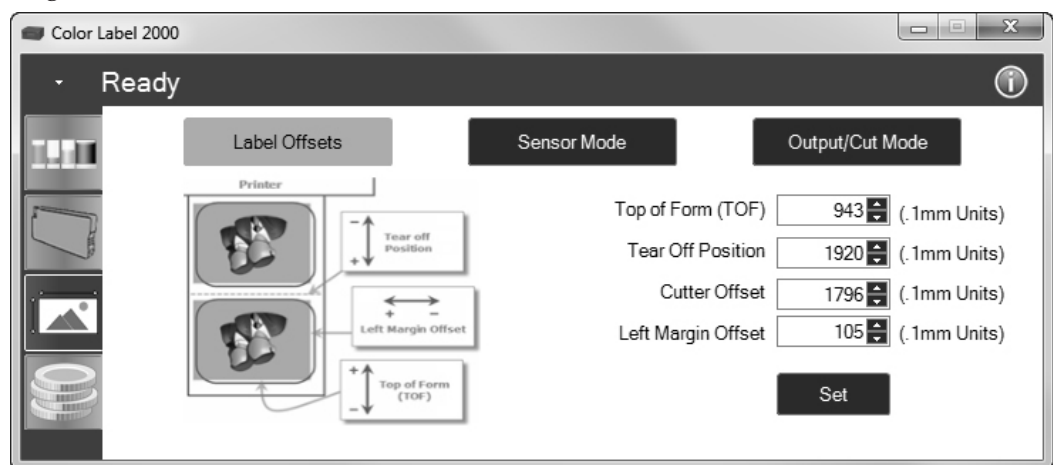 Color Label 2000
Ready
Label Offsets
Sensor Mode
Output/Cut Mode
Printer
Tear off
Position
Left Margin Offset
Top of Form
(TOF)
Top of Form (TOF) 943 (.1mm Units)
Tear Off Position 1920 (.1mm Units)
Cutter Offset 1796 (.1mm Units)
Left Margin Offset 105 (.1mm Units)
Set